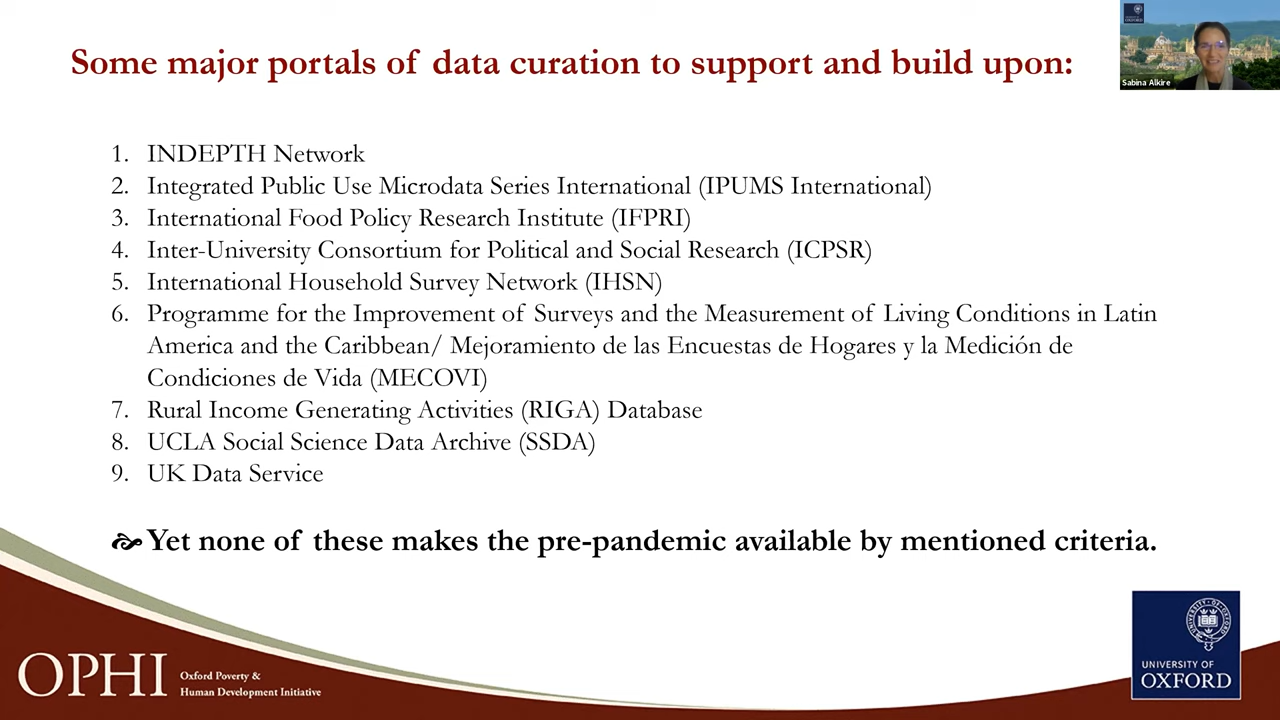 Some major portals of data curation to support and build upon:
UNIVERSITY OF
OXFORD
Sabina Alkire
1. INDEPTH Network
2. Integrated Public Use Microdata Series International (IPUMS International)
3. International Food Policy Research Institute (IFPRI)
4. Inter-University Consortium for Political and Social Research (ICPSR)
5. International Household Survey Network (IHSN)
6. Programme for the Improvement of Surveys and the Measurement of Living Conditions in Latin
America and the Caribbean/ Mejoramiento de las Encuestas de Hogares y la Medición de
Condiciones de Vida (MECOVI)
7. Rural Income Generating Activities (RIGA) Database
8. UCLA Social Science Data Archive (SSDA)
9. UK Data Service
Yet none of these makes the pre-pandemic available by mentioned criteria.
OPHI
Oxford Poverty &
Human Development Initiative
UNIVERSITY OF
OXFORD